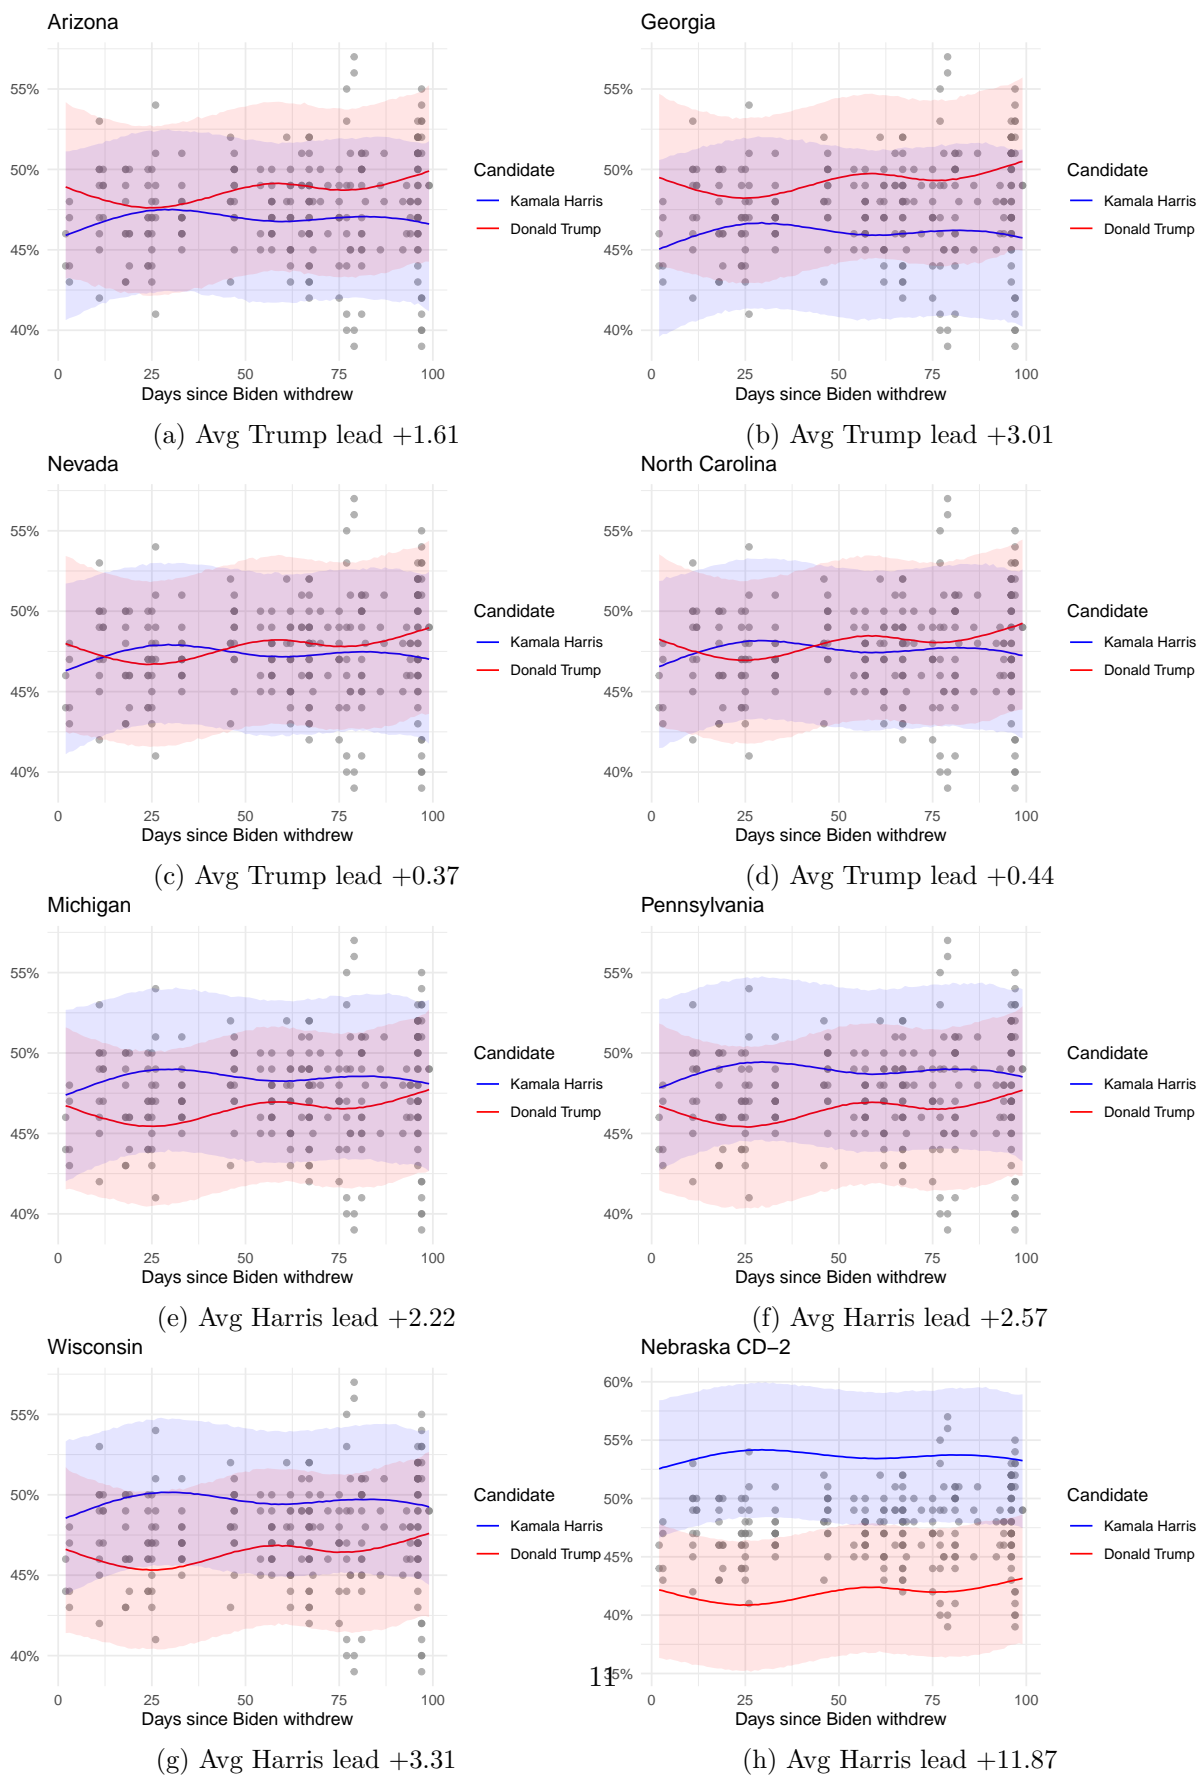 Arizona
55%
50%
45%
40%
0 25 50 75 100
Days since Biden withdrew
Candidate
Kamala Harris
Donald Trump
(a) Avg Trump lead +1.61
Georgia
55%
50%
45%
40%
0 25 50 75 100
Days since Biden withdrew
Candidate
Kamala Harris
Donald Trump
(b) Avg Trump lead +3.01
Nevada
55%
50%
45%
40%
0 25 50 75 100
Days since Biden withdrew
Candidate
Kamala Harris
Donald Trump
(c) Avg Trump lead +0.37
North Carolina
55%
50%
45%
40%
0 25 50 75 100
Days since Biden withdrew
Candidate
Kamala Harris
Donald Trump
(d) Avg Trump lead +0.44
Michigan
55%
50%
45%
40%
0 25 50 75 100
Days since Biden withdrew
Candidate
Kamala Harris
Donald Trump
(e) Avg Harris lead +2.22
Pennsylvania
55%
50%
45%
40%
0 25 50 75 100
Days since Biden withdrew
Candidate
Kamala Harris
Donald Trump
(f) Avg Harris lead +2.57
Wisconsin
55%
50%
45%
40%
0 25 50 75 100
Days since Biden withdrew
Candidate
Kamala Harris
Donald Trump
(g) Avg Harris lead +3.31
Nebraska CD−2
60%
55%
50%
45%
40%
35%
0 25 50 75 100
Days since Biden withdrew
Candidate
Kamala Harris
Donald Trump
(h) Avg Harris lead +11.87
11